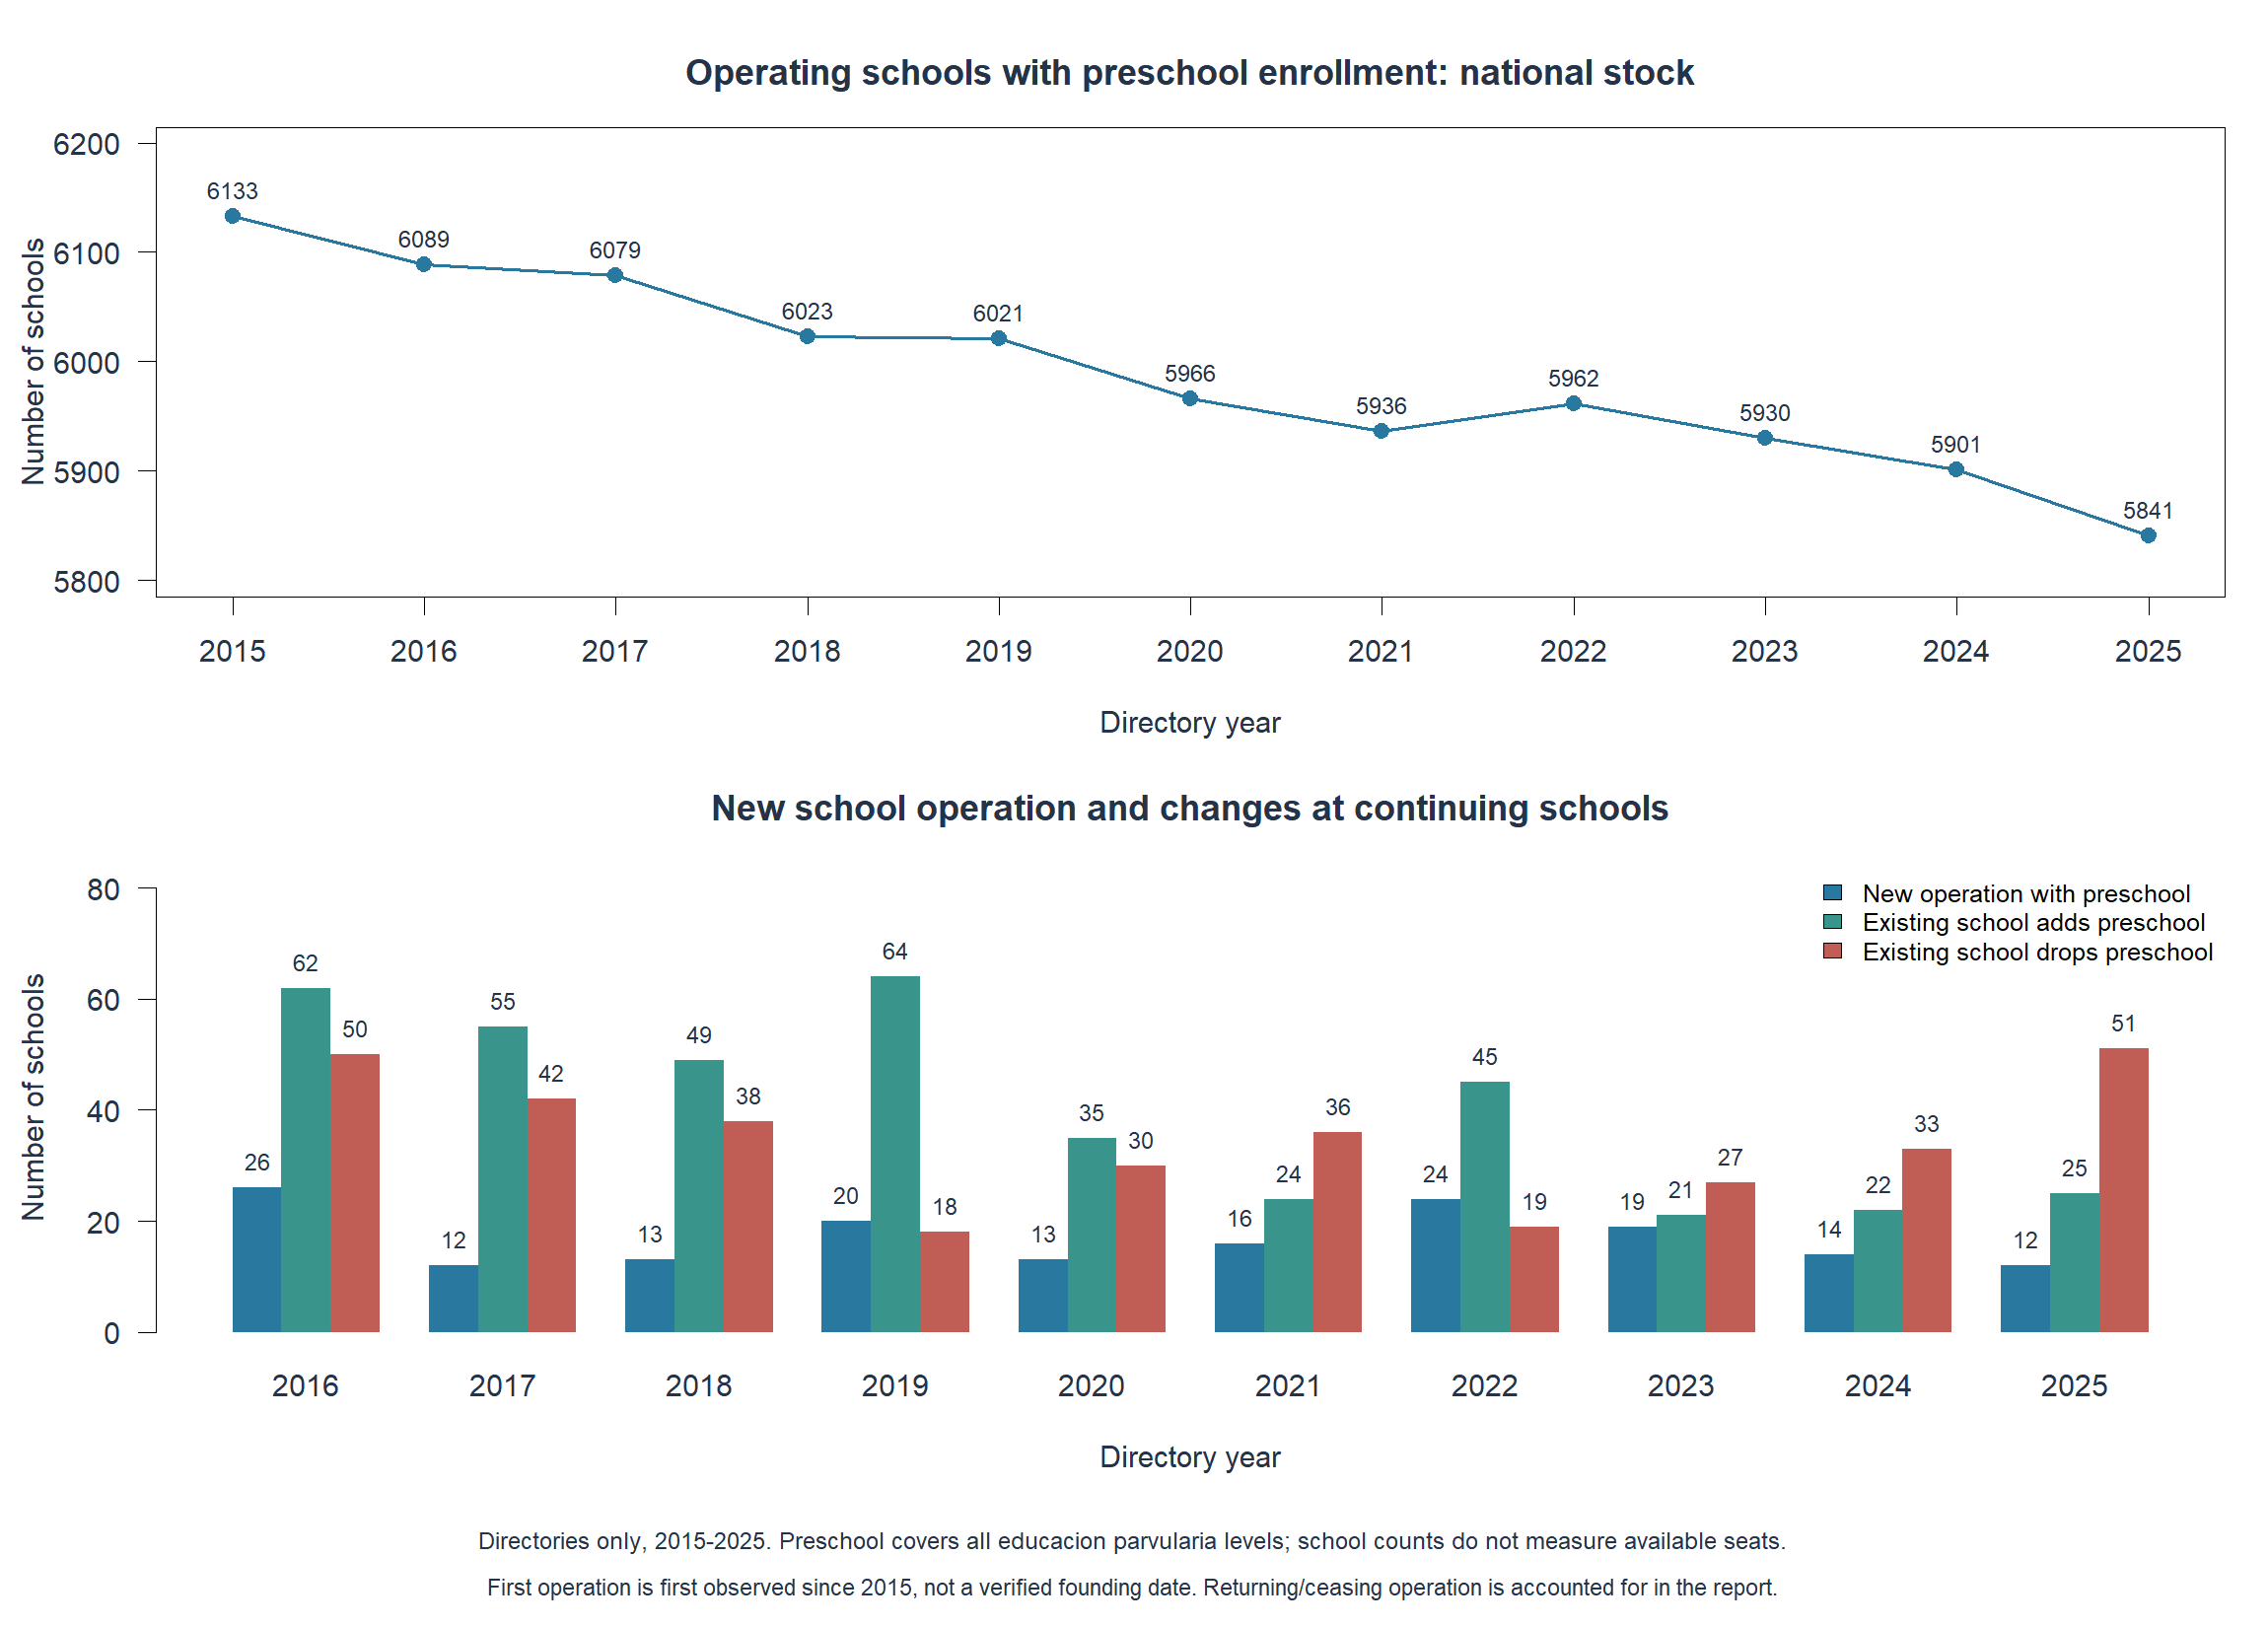 Operating schools with preschool enrollment: national stock
Number of schools
6200
6100
6000
5900
5800
6133
6089
6079
6023
6021
5966
5936
5962
5930
5901
5841
2015 2016 2017 2018 2019 2020 2021 2022 2023 2024 2025
Directory year
New school operation and changes at continuing schools
Number of schools
80
60
40
20
0
New operation with preschool
Existing school adds preschool
Existing school drops preschool
26 62 50
12 55 42
13 49 38
20 64 18
13 35 30
16 24 36
24 45 19
19 21 27
14 22 33
12 25 51
2016 2017 2018 2019 2020 2021 2022 2023 2024 2025
Directory year
Directories only, 2015-2025. Preschool covers all educacion parvularia levels; school counts do not measure available seats.
First operation is first observed since 2015, not a verified founding date. Returning/ceasing operation is accounted for in the report.